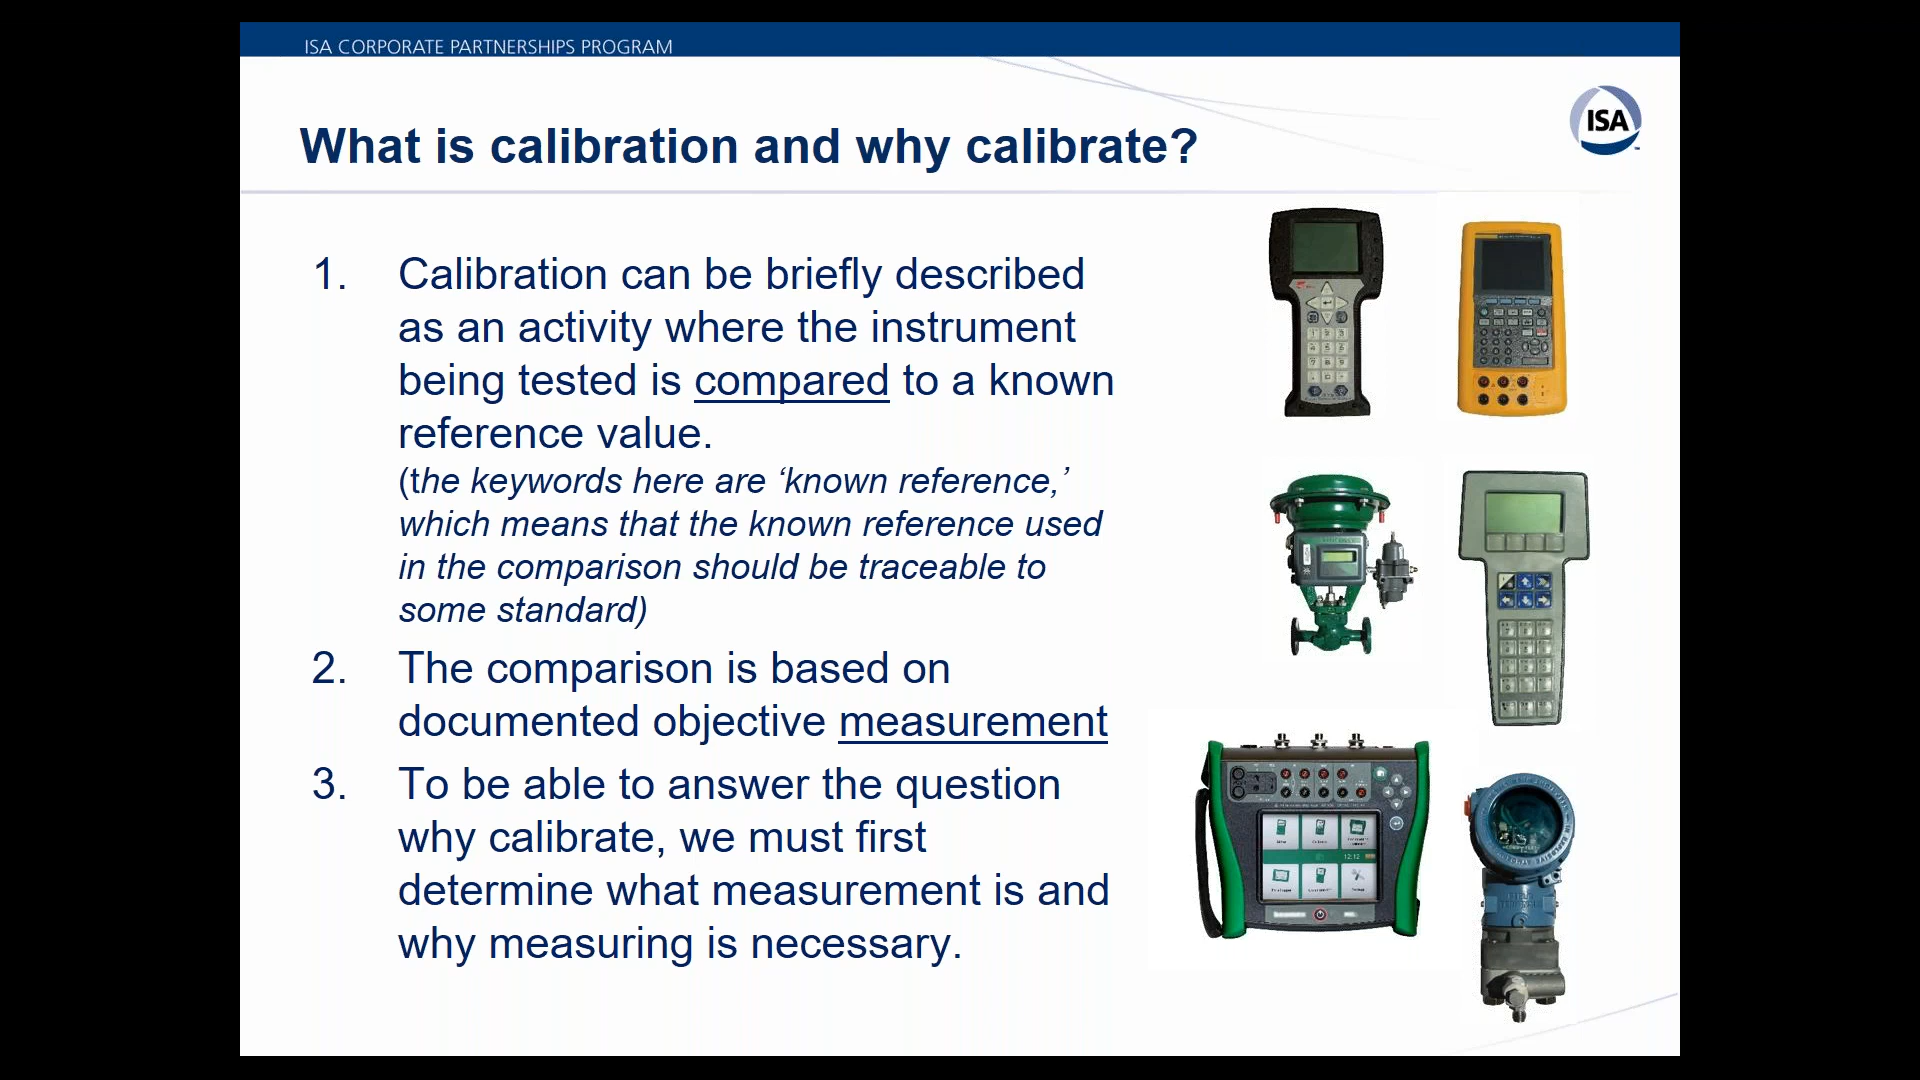 ISA CORPORATE PARTNERSHIPS PROGRAM
ISA
What is calibration and why calibrate?
1. Calibration can be briefly described
as an activity where the instrument
being tested is compared to a known
reference value.
(the keywords here are ‘known reference,’
which means that the known reference used
in the comparison should be traceable to
some standard)
2. The comparison is based on
documented objective measurement
3. To be able to answer the question
why calibrate, we must first
determine what measurement is and
why measuring is necessary.
12:12